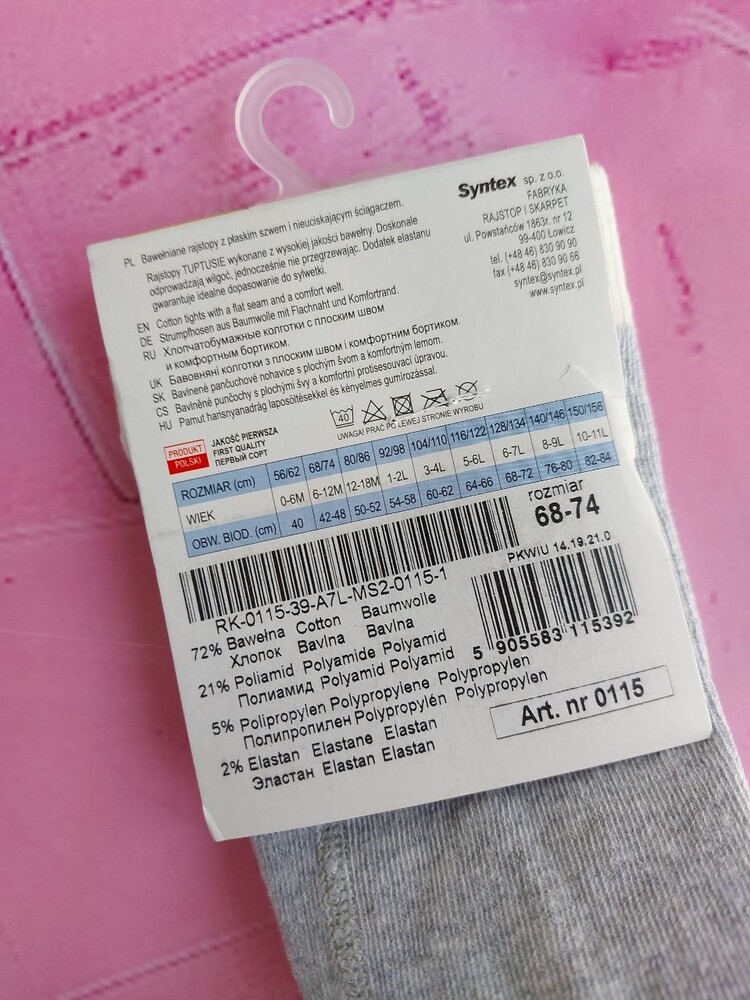 Syntex sp. z o.o.
FABRYKA
RAJSTOP I SKARPET
ul. Powstańców 1863r. nr 12
99-400 Łowicz
tel. (+48 46) 830 90 90
fax (+48 46) 830 90 66
syntex@syntex.pl
www.syntex.pl
PL Bawełniane rajstopy z płaskim szwem i nieuciskającym ściągaczem.
Rajstopy TUPTUSIE wykonane z wysokiej jakości bawełny. Doskonale
odprowadzają wilgoć, jednocześnie nie przegrzewając. Dodatek elastanu
gwarantuje idealne dopasowanie do sylwetki.
EN Cotton tights with a flat seam and a comfort welt.
DE Strumpfhosen aus Baumwolle mit Flachnaht und Komfortrand.
RU Хлопчатобумажные колготки с плоским швом
и комфортным бортиком.
UK Бавовняні колготки з плоским швом і комфортним бортиком.
SK Bavlnené pančuchové nohavice s plochým švom a komfortným lemom.
CS Bavlněné punčochy s plochými švy a komfortní protisesouvací úpravou.
HU Pamut harisnyanadrág laposöltésekkel és kényelmes gumirozással.
40
UWAGA! PRAĆ PO LEWEJ STRONIE WYROBU
PRODUKT
POLSKI
JAKOŚĆ PIERWSZA
FIRST QUALITY
ПЕРВЫЙ СОРТ
ROZMIAR (cm) 56/62 68/74 80/86 92/98 104/110 116/122 128/134 140/146 150/156
WIEK 0-6M 6-12M 12-18M 1-2L 3-4L 5-6L 6-7L 8-9L 10-11L
OBW. BIOD. (cm) 40 42-48 50-52 54-58 60-62 64-66 68-72 76-80 82-84
rozmiar
68-74
PKWIU 14.19.21.0
RK-0115-39-A7L-MS2-0115-1
5 905583 115392
72% Bawełna Cotton Baumwolle
Хлопок Bavlna Bavlna
21% Poliamid Polyamide Polyamid
Полиамид Polyamid Polyamid
5% Polipropylen Polypropylene Polypropylen
Полипропилен Polypropylén Polypropylen
2% Elastan Elastane Elastan
Эластан Elastan Elastan
Art. nr 0115